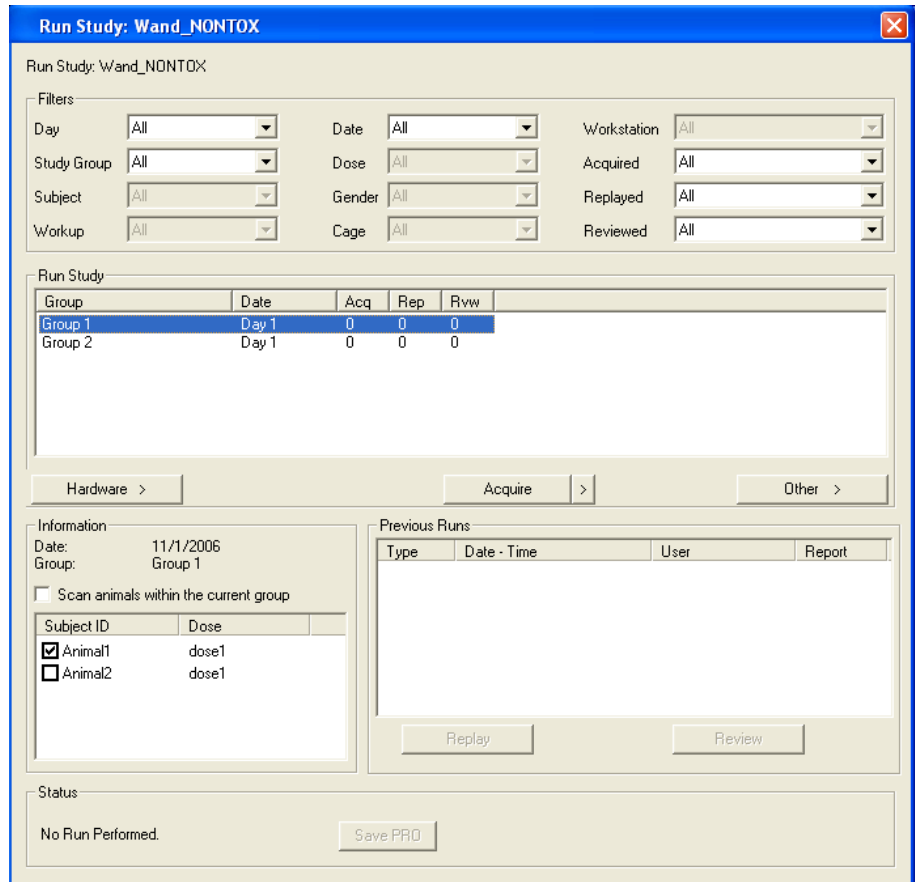 Run Study: Wand_NONTOX
Run Study: Wand_NONTOX
Filters
Day All Date All Workstation All
Study Group All Dose All Acquired All
Subject All Gender All Replayed All
Workup All Cage All Reviewed All
Run Study
Group Date Acq Rep Rvw
Group 1 Day 1 0 0 0
Group 2 Day 1 0 0 0
Hardware > Acquire > Other >
Information
Date: 11/1/2006
Group: Group 1
Scan animals within the current group
Subject ID Dose
Animal1 dose1
Animal2 dose1
Previous Runs
Type Date - Time User Report
Replay Review
Status
No Run Performed. Save PRO